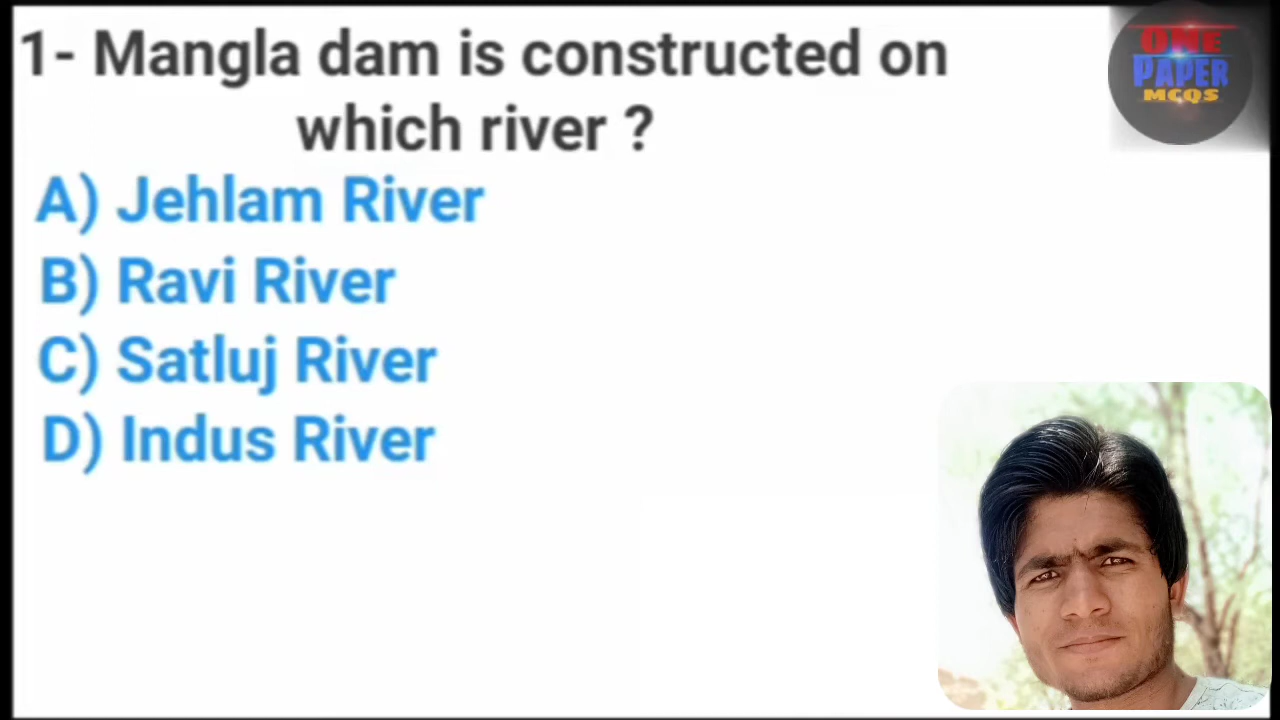 1- Mangla dam is constructed on
which river ?
A) Jehlam River
B) Ravi River
C) Satluj River
D) Indus River
ONE
PAPER
MCQS